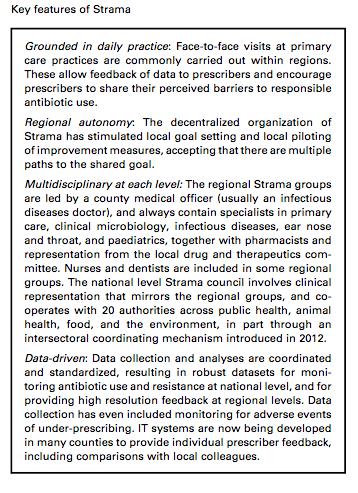 Key features of Strama
Grounded in daily practice: Face-to-face visits at primary
care practices are commonly carried out within regions.
These allow feedback of data to prescribers and encourage
prescribers to share their perceived barriers to responsible
antibiotic use.
Regional autonomy: The decentralized organization of
Strama has stimulated local goal setting and local piloting
of improvement measures, accepting that there are multiple
paths to the shared goal.
Multidisciplinary at each level: The regional Strama groups
are led by a county medical officer (usually an infectious
diseases doctor), and always contain specialists in primary
care, clinical microbiology, infectious diseases, ear nose
and throat, and paediatrics, together with pharmacists and
representation from the local drug and therapeutics com-
mittee. Nurses and dentists are included in some regional
groups. The national level Strama council involves clinical
representation that mirrors the regional groups, and co-
operates with 20 authorities across public health, animal
health, food, and the environment, in part through an
intersectoral coordinating mechanism introduced in 2012.
Data-driven: Data collection and analyses are coordinated
and standardized, resulting in robust datasets for moni-
toring antibiotic use and resistance at national level, and for
providing high resolution feedback at regional levels. Data
collection has even included monitoring for adverse events
of under-prescribing. IT systems are now being developed
in many counties to provide individual prescriber feedback,
including comparisons with local colleagues.